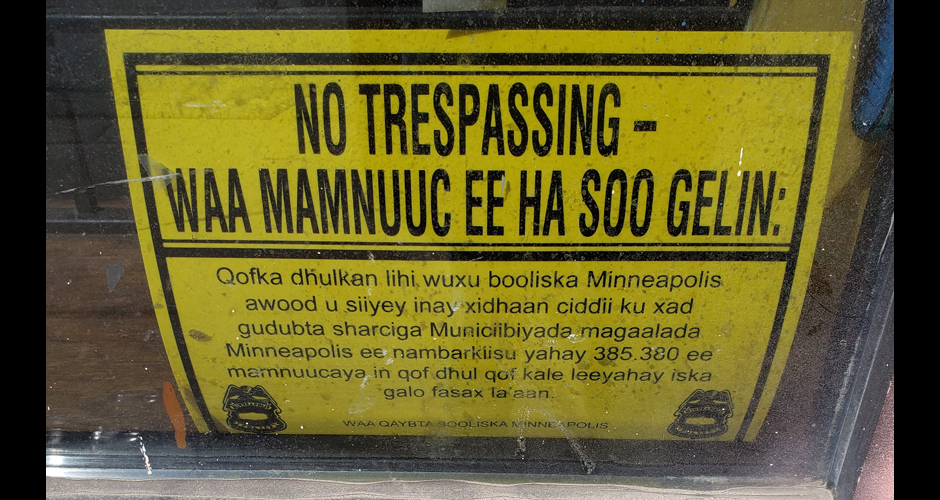 NO TRESPASSING –
WAA MAMNUUC EE HA SOO GELIN:
Qofka dhulkan lihi wuxu booliska Minneapolis
awood u siiyey inay xidhaan ciddii ku xad
gudubta sharciga Municiibiyada magaalada
Minneapolis ee nambarkiisu yahay 385.380 ee
mamnuucaya in qof dhul qof kale leeyahay iska
galo fasax la'aan.
WAA QAYBTA BOOLISKA MINNEAPOLIS